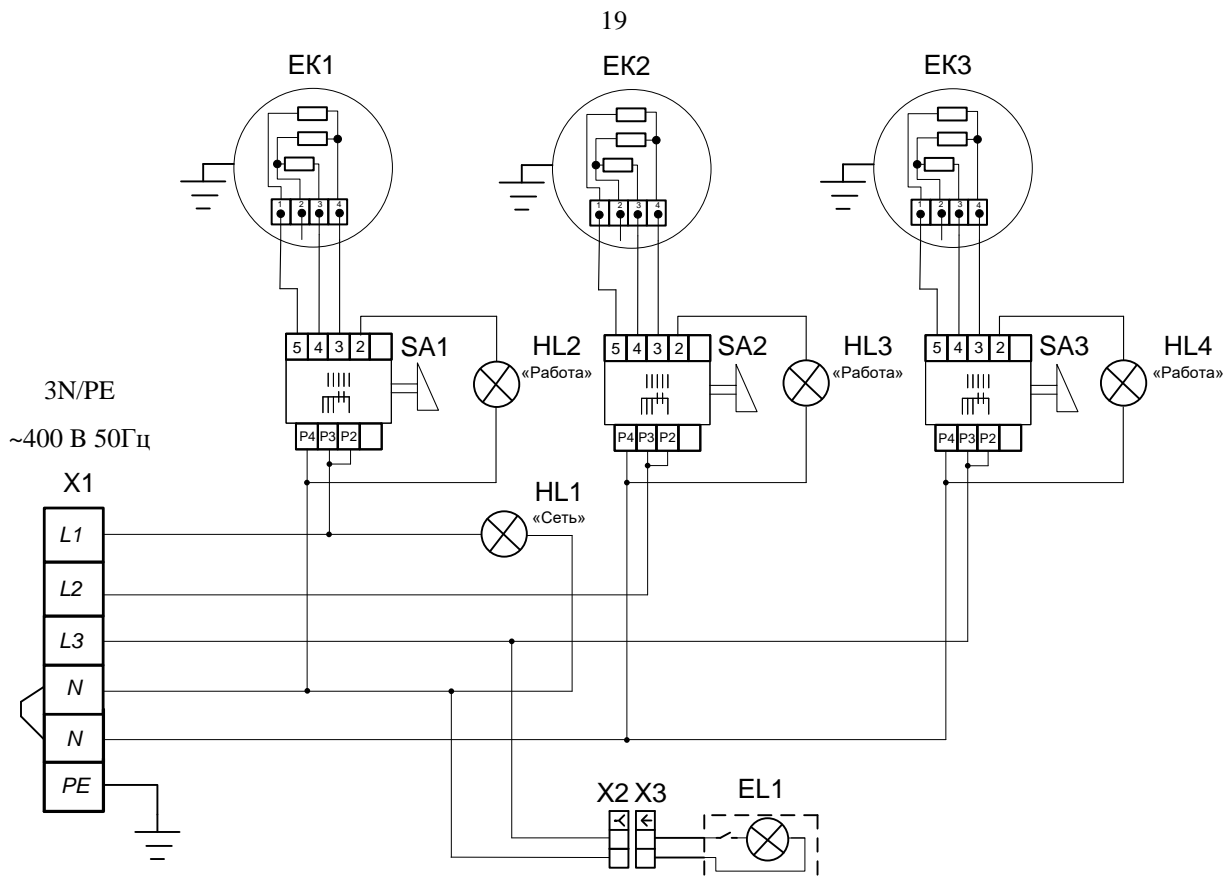 19
ЕК1 ЕК2 ЕК3
1 2 3 4 1 2 3 4 1 2 3 4
5 4 3 2 SA1 5 4 3 2 SA2 5 4 3 2 SA3
HL2 HL3 HL4
«Работа» «Работа» «Работа»
3N/PE
~400 В 50Гц
P4 P3 P2 P4 P3 P2 P4 P3 P2
X1
HL1
«Сеть»
L1
L2
L3
N
N
PE
X2 X3 EL1